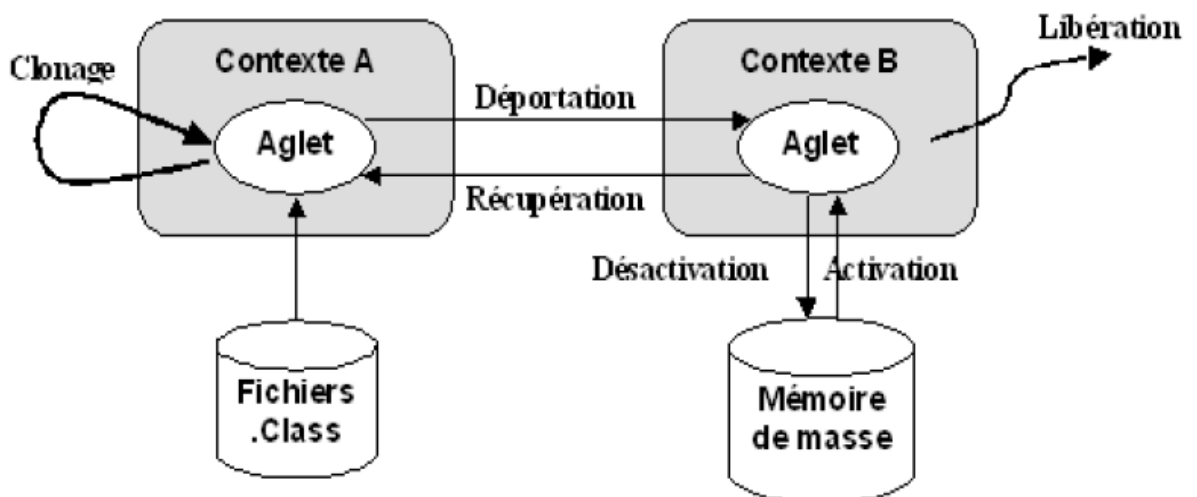 Libération
Contexte A
Contexte B
Clonage
Déportation
Aglet
Aglet
Récupération
Désactivation
Activation
Fichiers
.Class
Mémoire
de masse